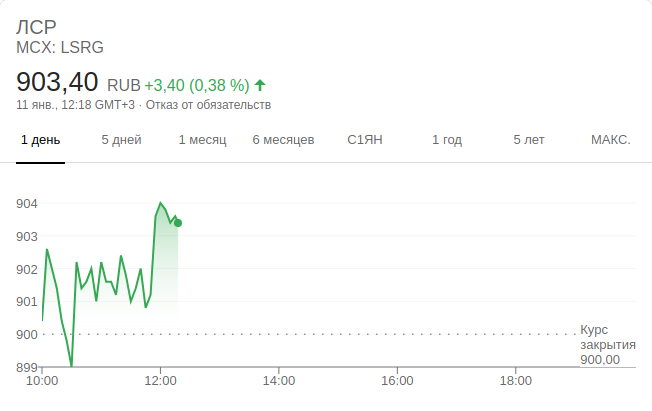 ЛСР
MCX: LSRG
903,40 RUB +3,40 (0,38 %)
11 янв., 12:18 GMT+3 · Отказ от обязательств
1 день 5 дней 1 месяц 6 месяцев С1ЯН 1 год 5 лет МАКС.
904
903
902
901
900
899
Курс
закрытия
900,00
10:00 12:00 14:00 16:00 18:00